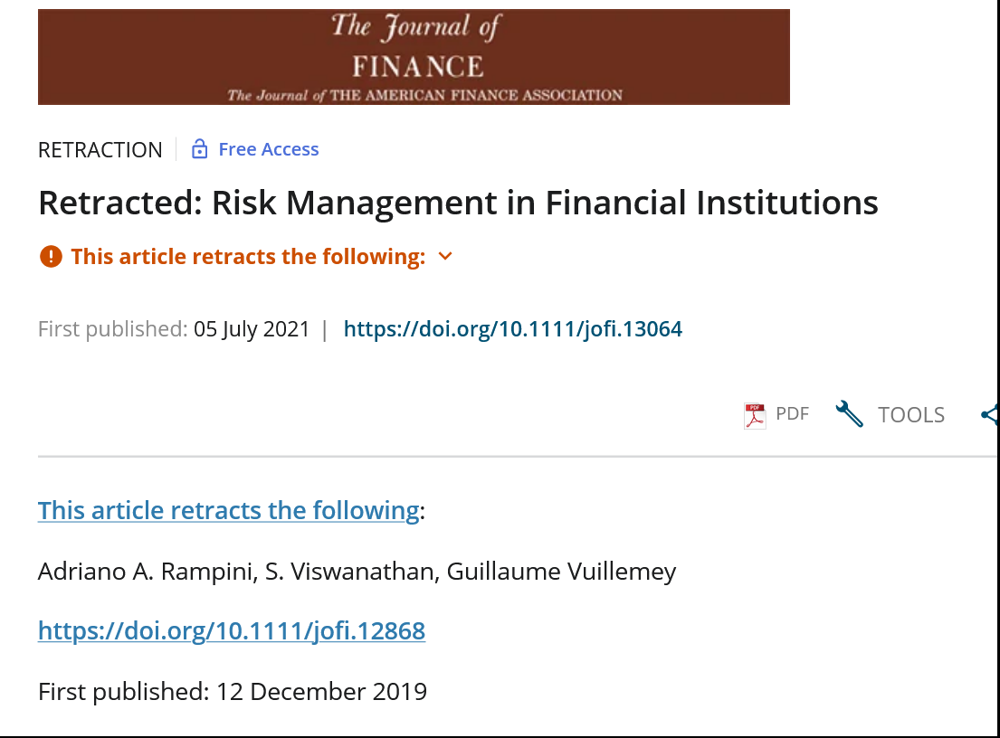 The Journal of
FINANCE
The Journal of THE AMERICAN FINANCE ASSOCIATION
RETRACTION
Free Access
Retracted: Risk Management in Financial Institutions
This article retracts the following:
First published: 05 July 2021 | https://doi.org/10.1111/jofi.13064
PDF TOOLS
This article retracts the following:
Adriano A. Rampini, S. Viswanathan, Guillaume Vuillemey
https://doi.org/10.1111/jofi.12868
First published: 12 December 2019